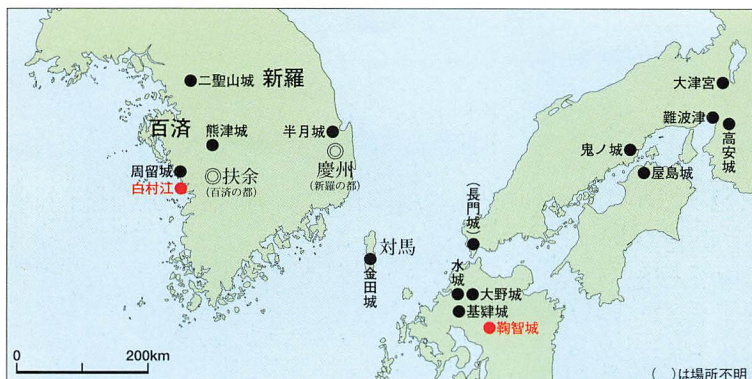 二聖山城
新羅
百済
熊津城
半月城
慶州
(新羅の都)
周留城
扶余
(百済の都)
白村江
対馬
金田城
(長門城)
水城
大野城
基肄城
鞠智城
大津宮
難波津
高安城
鬼ノ城
屋島城
0 200km
( )は場所不明